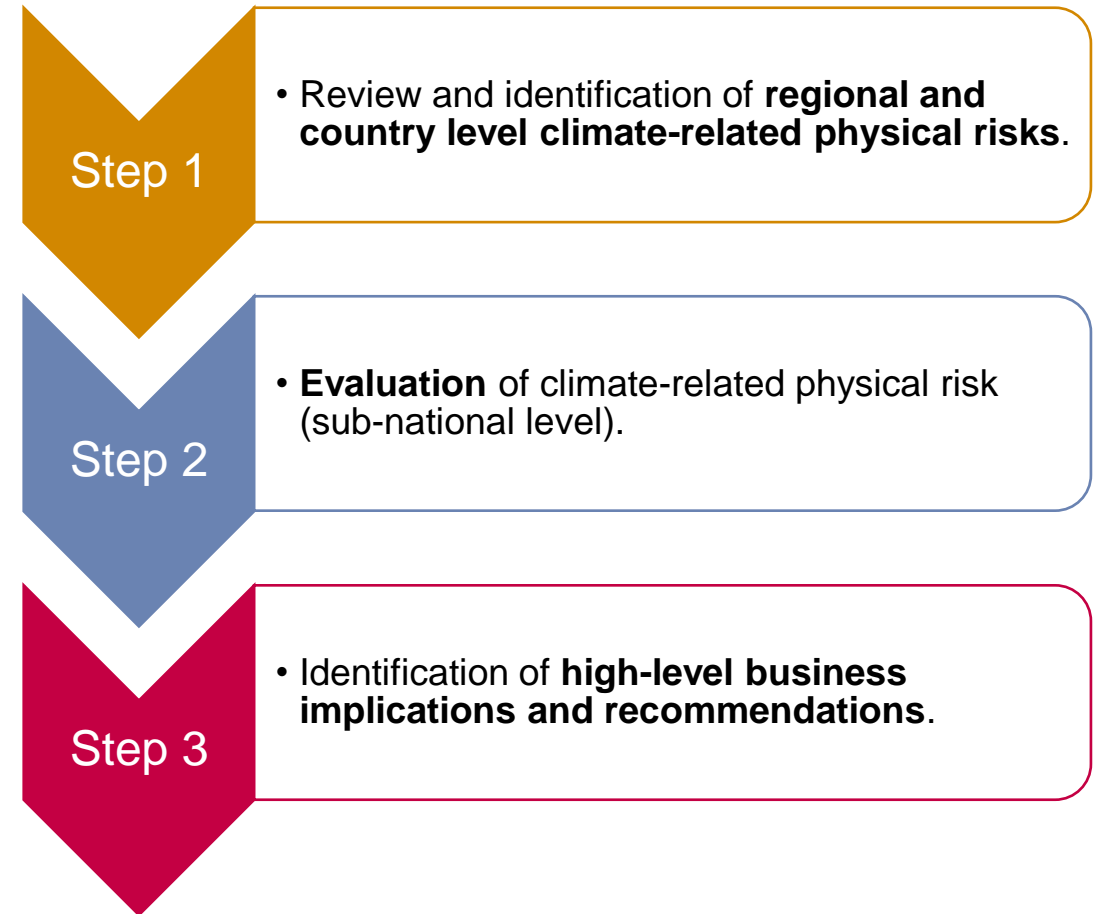 Step 1
• Review and identification of regional and
country level climate-related physical risks.
Step 2
• Evaluation of climate-related physical risk
(sub-national level).
Step 3
• Identification of high-level business
implications and recommendations.